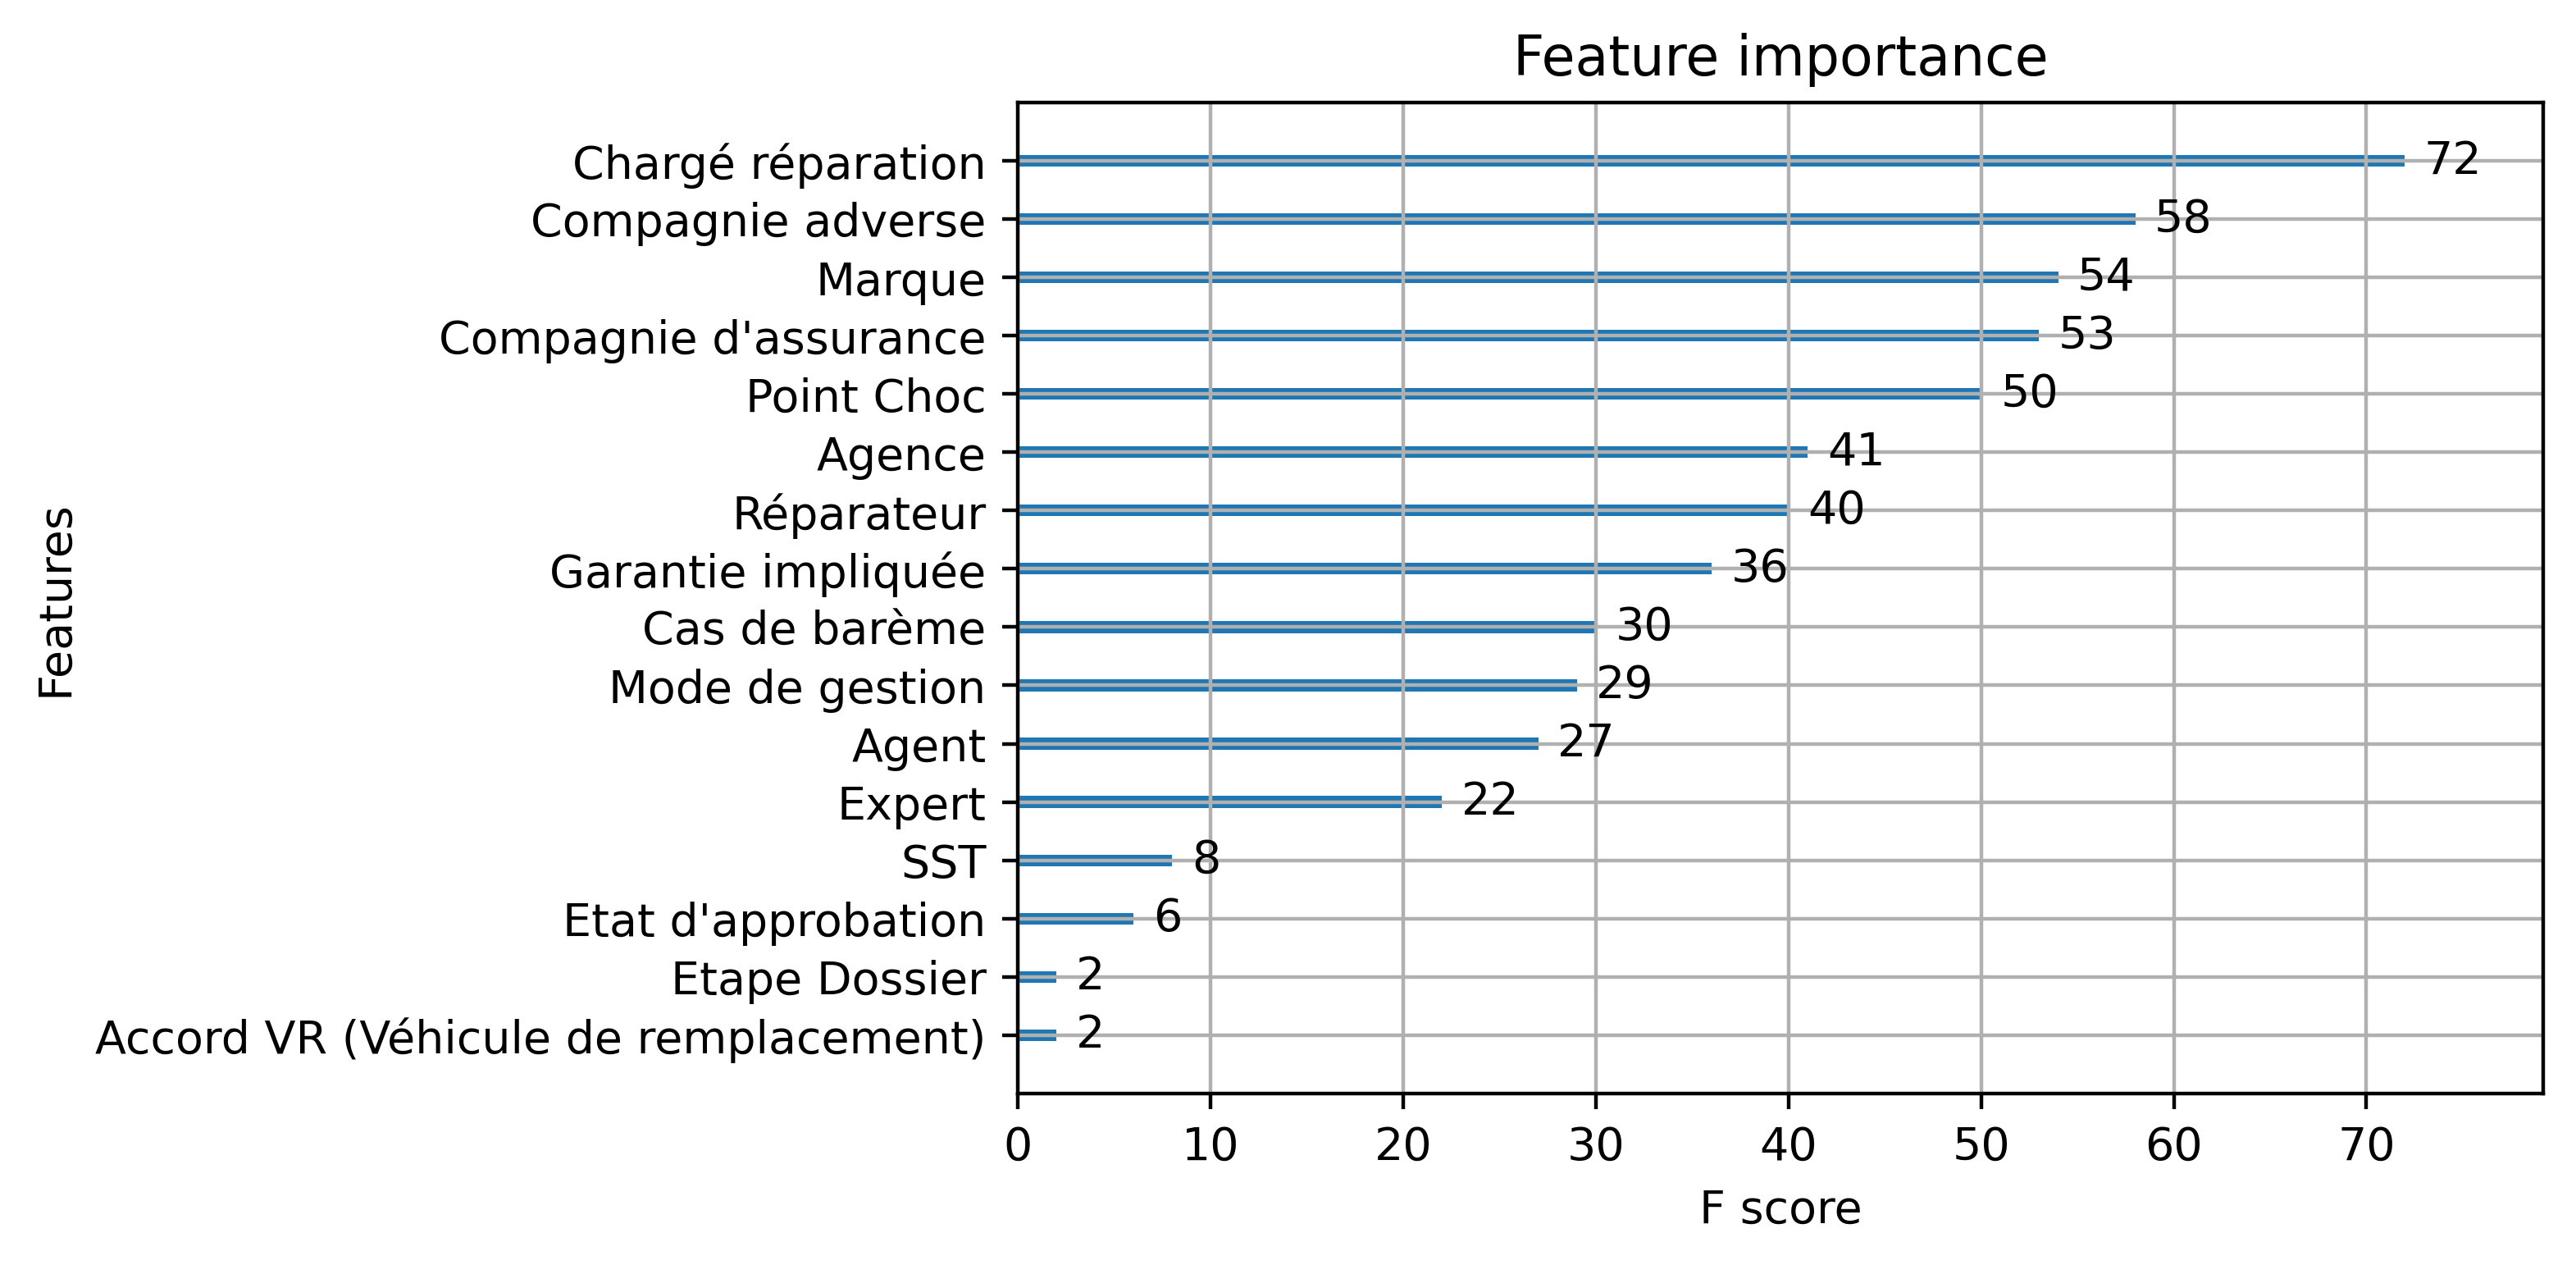 Feature importance
Features
Chargé réparation 72
Compagnie adverse 58
Marque 54
Compagnie d'assurance 53
Point Choc 50
Agence 41
Réparateur 40
Garantie impliquée 36
Cas de barème 30
Mode de gestion 29
Agent 27
Expert 22
SST 8
Etat d'approbation 6
Etape Dossier 2
Accord VR (Véhicule de remplacement) 2
0 10 20 30 40 50 60 70
F score